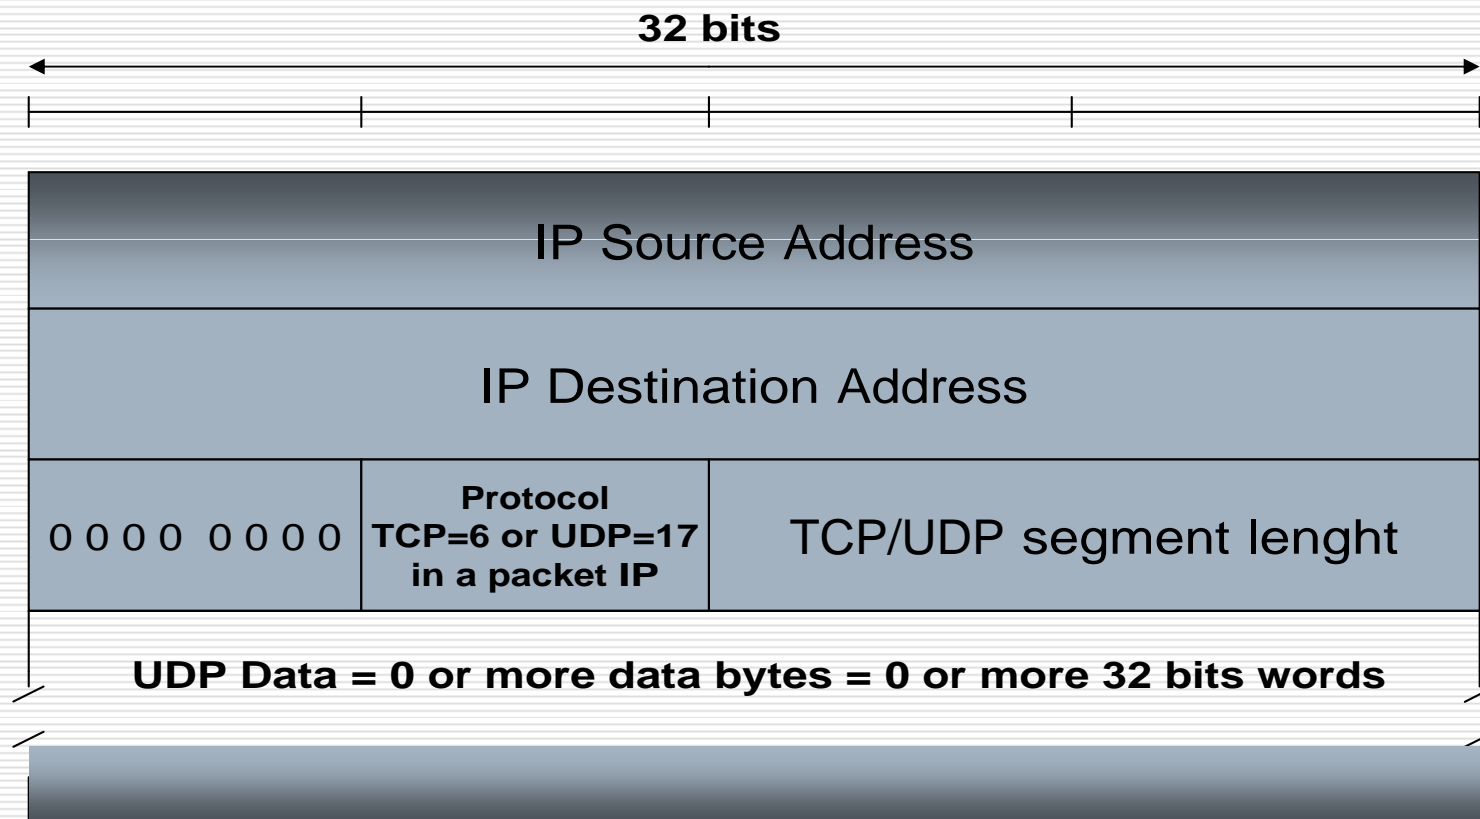 32 bits
IP Source Address
IP Destination Address
0 0 0 0 0 0 0 0
Protocol
TCP=6 or UDP=17
in a packet IP
TCP/UDP segment lenght
UDP Data = 0 or more data bytes = 0 or more 32 bits words